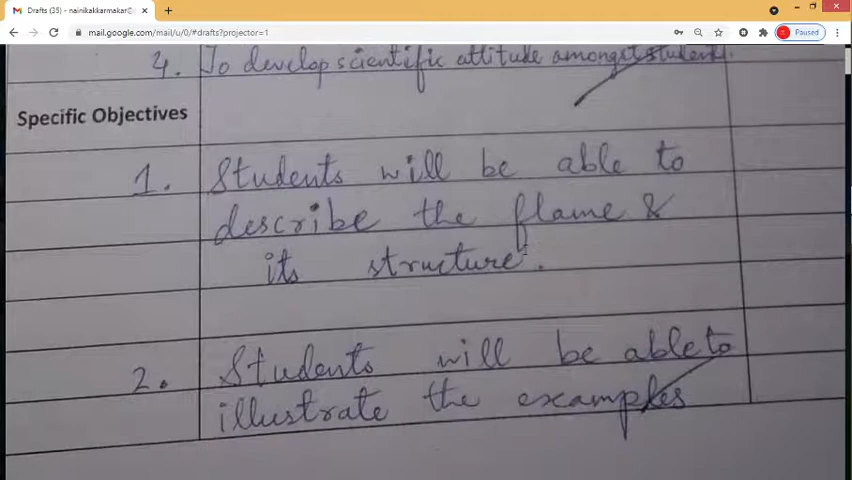 Drafts (35) - nainikakkarmakar@
mail.google.com/mail/u/0/#drafts?projector=1
Paused
4. To develop scientific attitude amongst students.
Specific Objectives
1. Students will be able to
describe the flame &
its structure.
2. Students will be able to
illustrate the examples